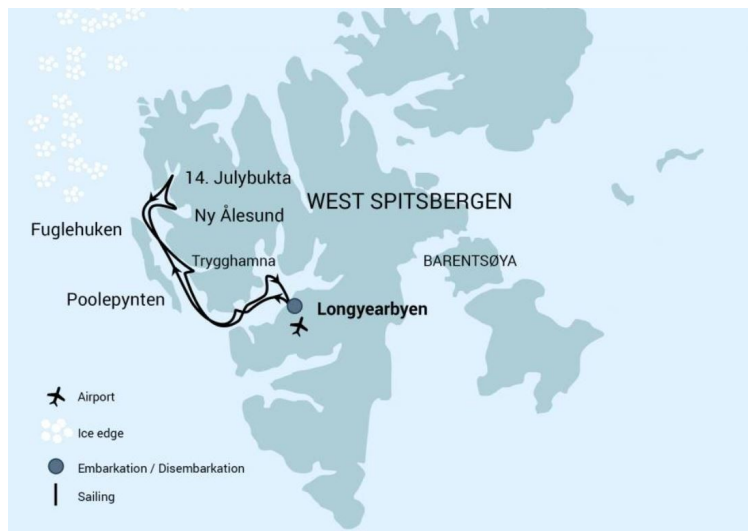 14. Julybukta
WEST SPITSBERGEN
Ny Ålesund
Fuglehuken
Trygghamna
BARENTSØYA
Poolepynten
Longyearbyen
Airport
Ice edge
Embarkation / Disembarkation
Sailing